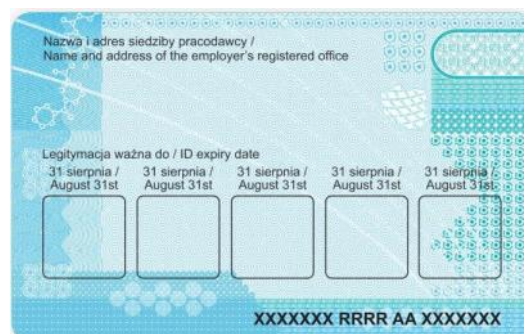 Nazwa i adres siedziby pracodawcy /
Name and address of the employer's registered office
Legitymacja ważna do / ID expiry date
31 sierpnia / 31 sierpnia / 31 sierpnia / 31 sierpnia / 31 sierpnia /
August 31st August 31st August 31st August 31st August 31st
XXXXXXX RRRR AA XXXXXXX